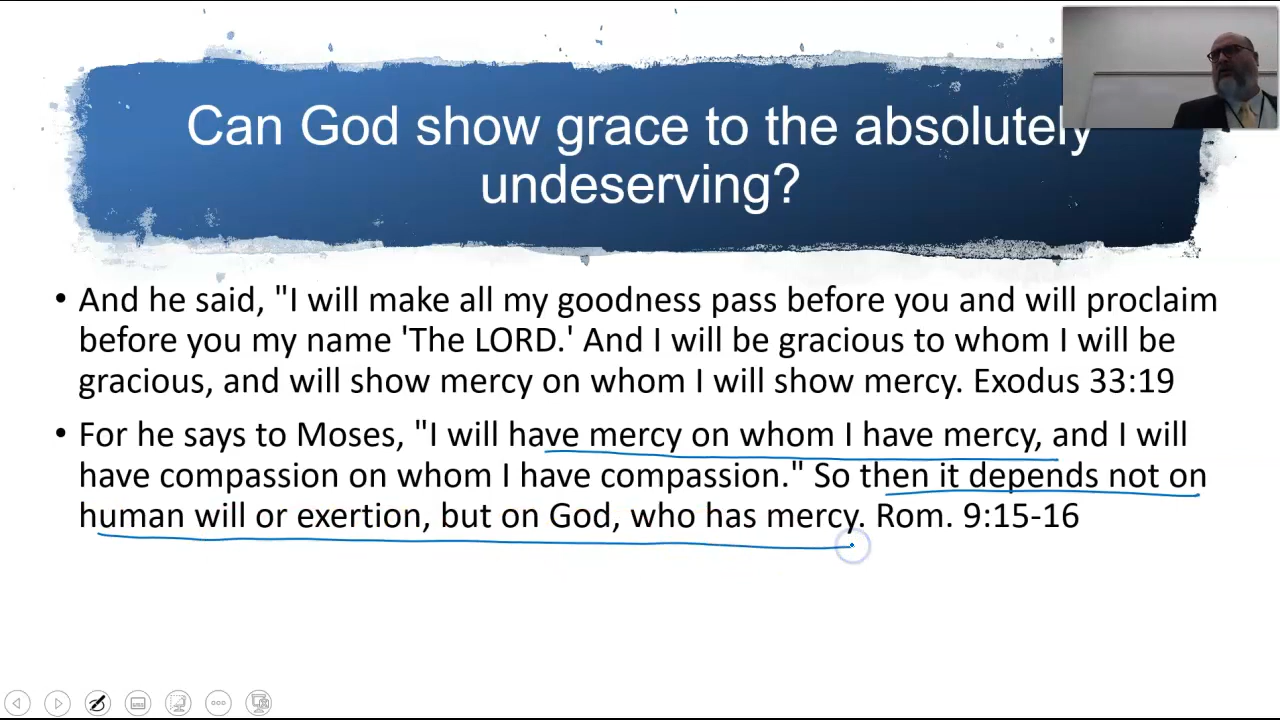 Can God show grace to the absolutely
undeserving?
• And he said, "I will make all my goodness pass before you and will proclaim
before you my name 'The LORD.' And I will be gracious to whom I will be
gracious, and will show mercy on whom I will show mercy. Exodus 33:19
• For he says to Moses, "I will have mercy on whom I have mercy, and I will
have compassion on whom I have compassion." So then it depends not on
human will or exertion, but on God, who has mercy. Rom. 9:15-16